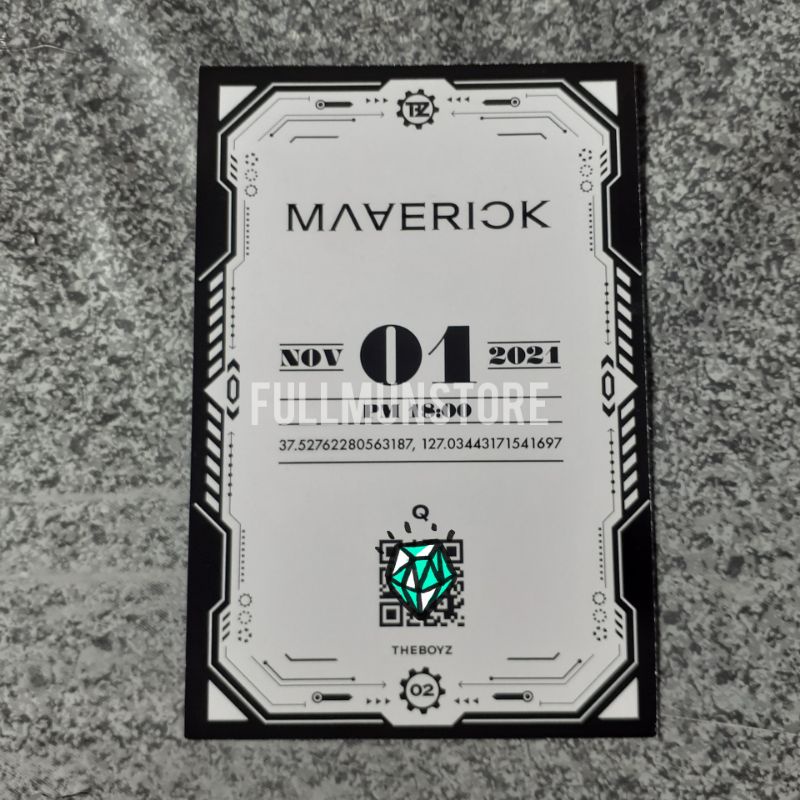 TBZ
MAVERICK
NOV 01 2021
PM 18:00
FULLMUNSTORE
37.52762280563187, 127.03443171541697
Q
THEBOYZ
02